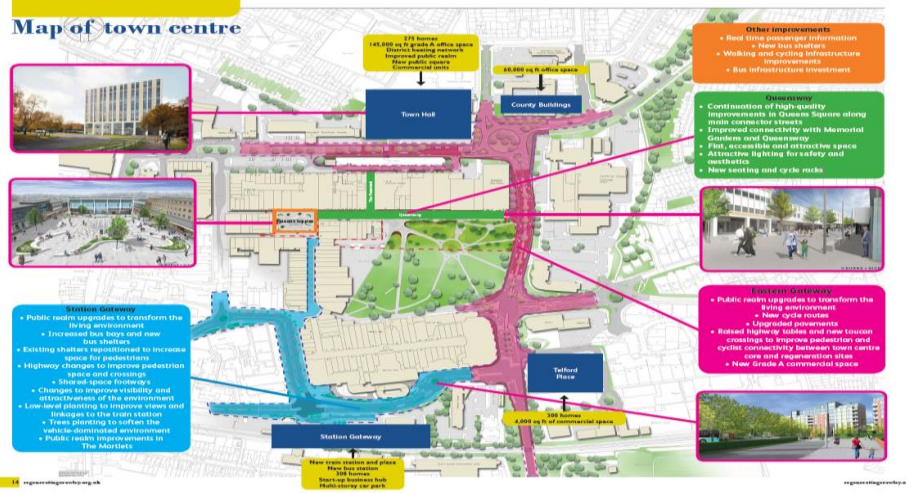 Map of town centre
275 homes
145,000 sq ft grade A office space
District heating network
Improved public realm
New public square
Commercial units
60,000 sq ft office space
Town Hall
County Buildings
Other improvements
• Real time passenger information
• New bus shelters
• Walking and cycling infrastructure
improvements
• Bus infrastructure investment
Queensway
• Continuation of high-quality
improvements in Queens Square along
main connector streets
• Improved connectivity with Memorial
Gardens and Queensway
• Flat, accessible and attractive space
• Attractive lighting for safety and
aesthetics
• New seating and cycle racks
Queensway
Station Gateway
• Public realm upgrades to transform the
living environment
• Increased bus bays and new
bus shelters
• Existing shelters repositioned to increase
space for pedestrians
• Highway changes to improve pedestrian
space and crossings
• Shared-space footways
• Changes to improve visibility and
attractiveness of the environment
• Low-level planting to improve views and
linkages to the train station
• Trees planting to soften the
vehicle-dominated environment
• Public realm improvements in
The Martlets
Eastern Gateway
• Public realm upgrades to transform the
living environment
• New cycle routes
• Upgraded pavements
• Raised highway tables and new toucan
crossings to improve pedestrian and
cyclist connectivity between town centre
core and regeneration sites
• New Grade A commercial space
Telford
Place
300 homes
4,000 sq ft of commercial space
Station Gateway
New train station and plaza
New bus station
308 homes
Start-up business hub
Multi-storey car park
14 regeneratingcrawley.org.uk
regeneratingcrawley.o